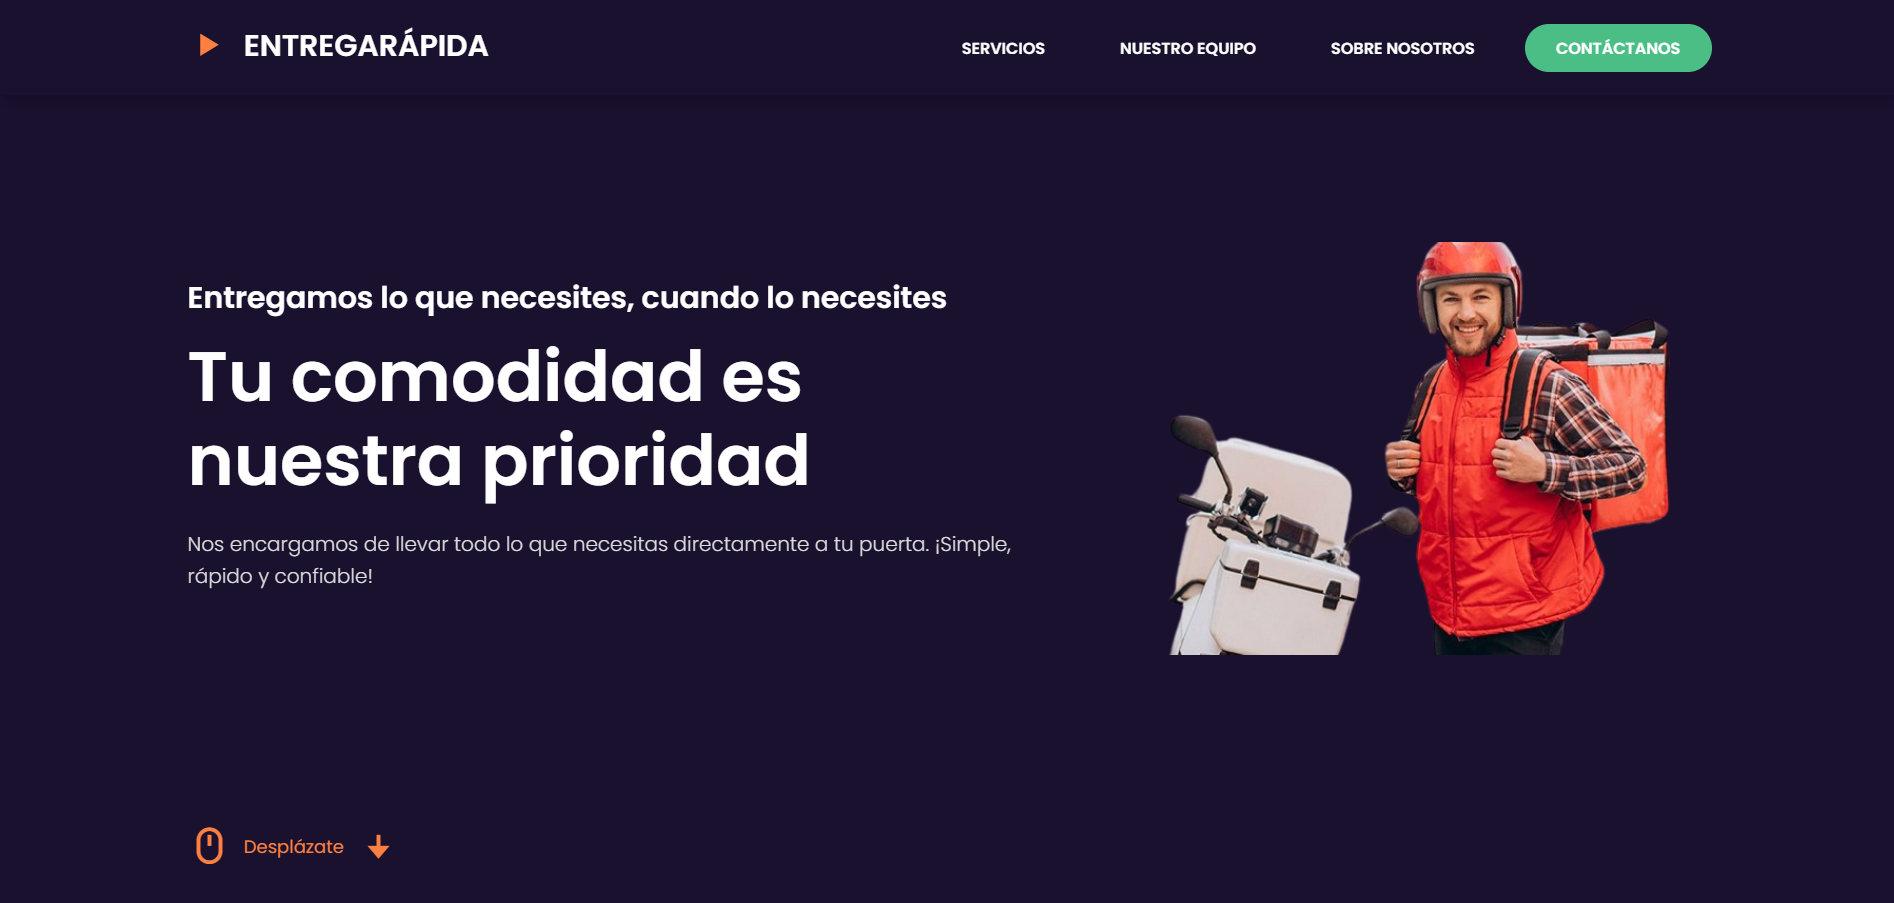 ENTREGARÁPIDA
SERVICIOS
NUESTRO EQUIPO
SOBRE NOSOTROS
CONTÁCTANOS
Entregamos lo que necesites, cuando lo necesites
Tu comodidad es
nuestra prioridad
Nos encargamos de llevar todo lo que necesitas directamente a tu puerta. ¡Simple,
rápido y confiable!
Desplázate